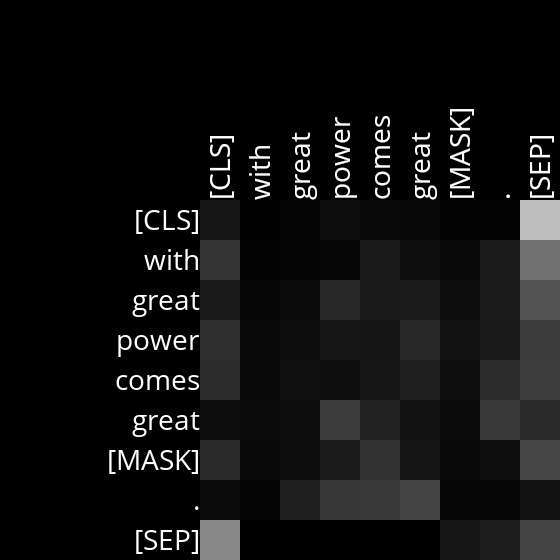 [CLS]
with
great
power
comes
great
[MASK]
.
[SEP]
[CLS]
with
great
power
comes
great
[MASK]
.
[SEP]